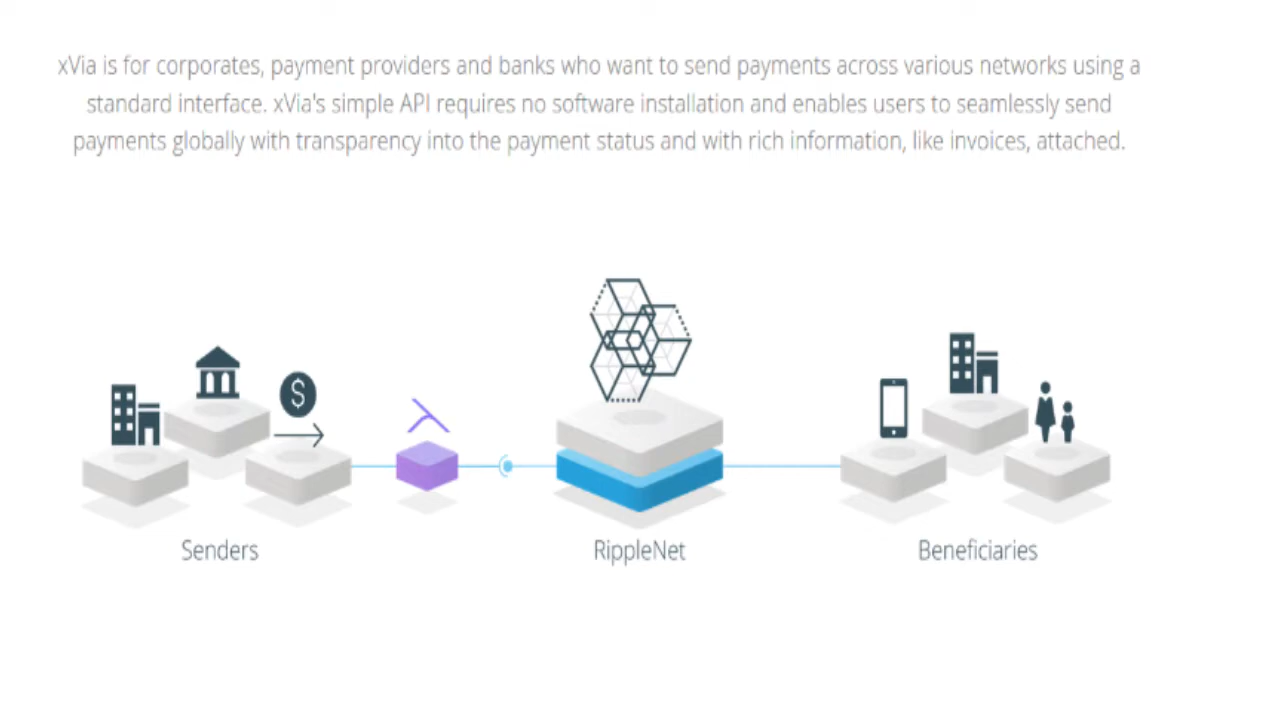 xVia is for corporates, payment providers and banks who want to send payments across various networks using a
standard interface. xVia's simple API requires no software installation and enables users to seamlessly send
payments globally with transparency into the payment status and with rich information, like invoices, attached.
$
Senders
RippleNet
Beneficiaries